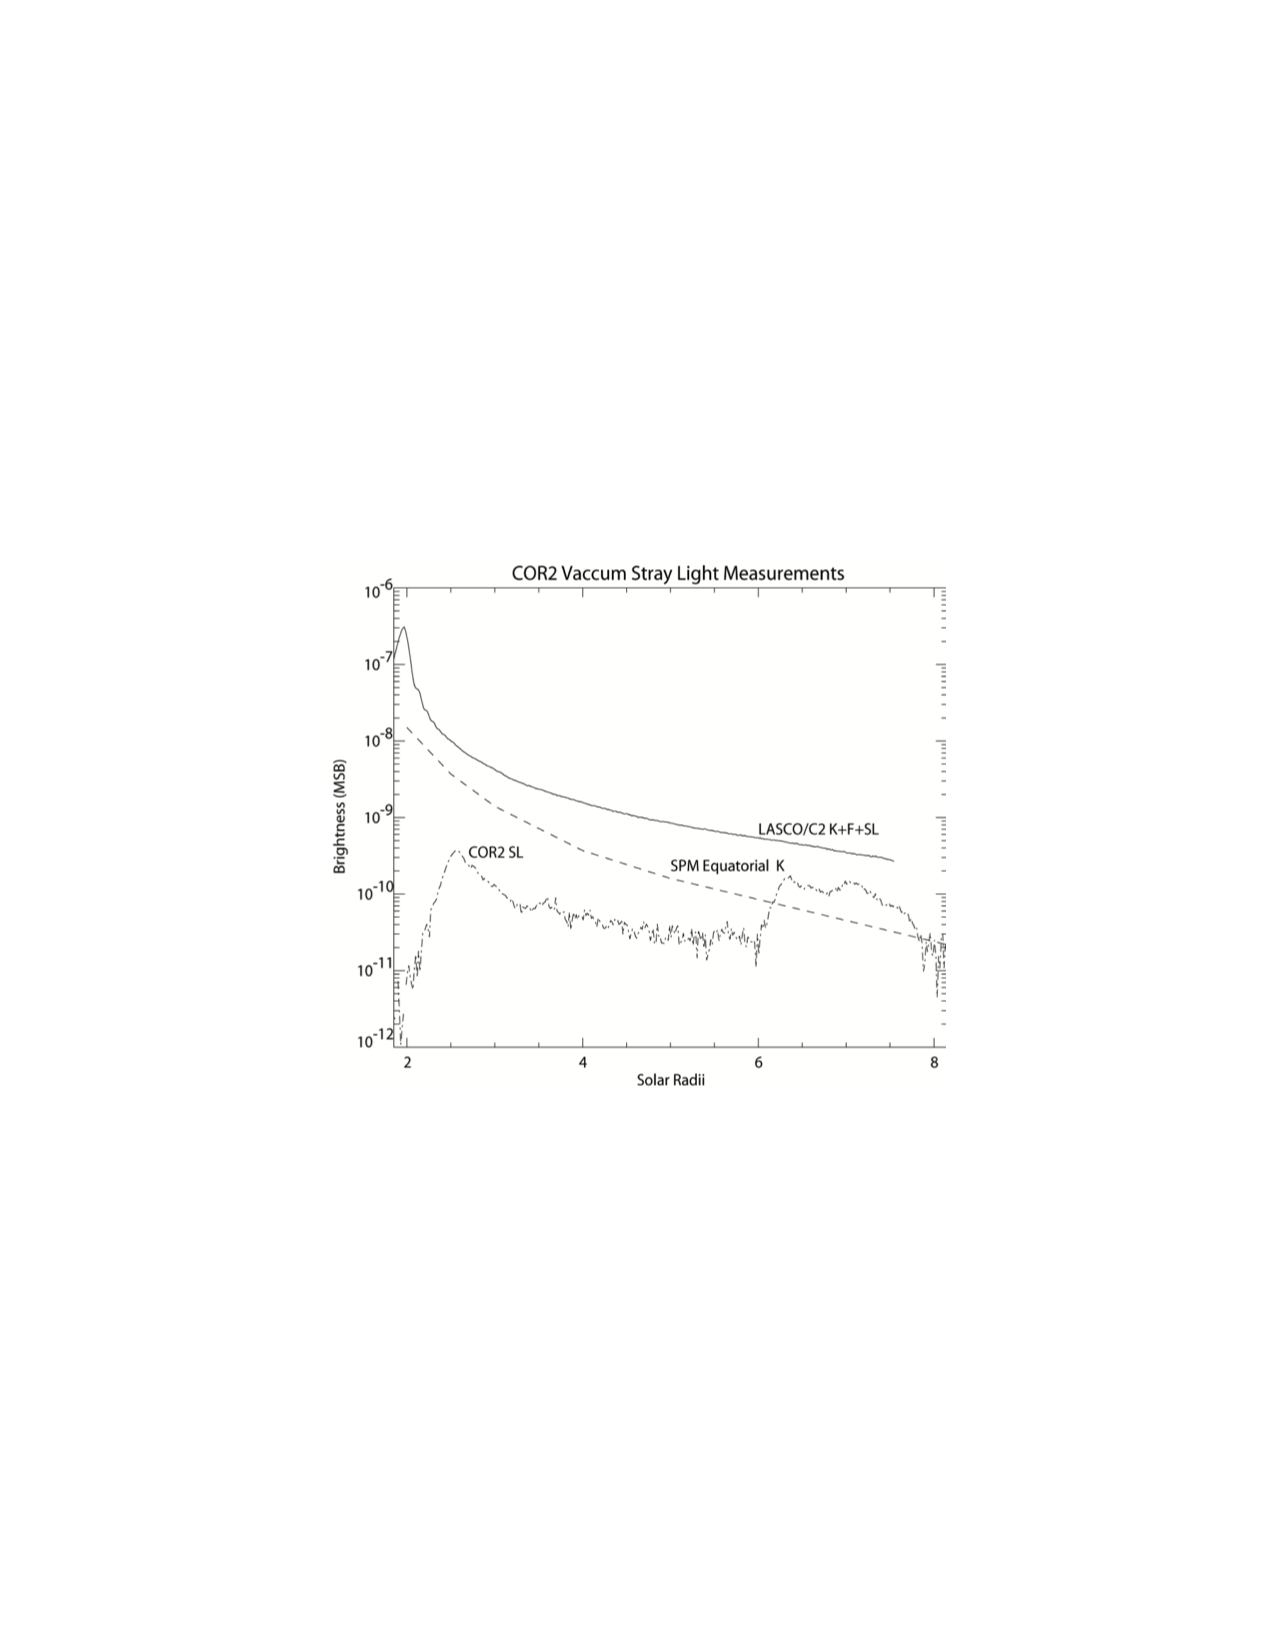 COR2 Vaccum Stray Light Measurements
10-6
10-7
10-8
10-9
10-10
10-11
10-12
Brightness (MSB)
LASCO/C2 K+F+SL
COR2 SL
SPM Equatorial K
2 4 6 8
Solar Radii